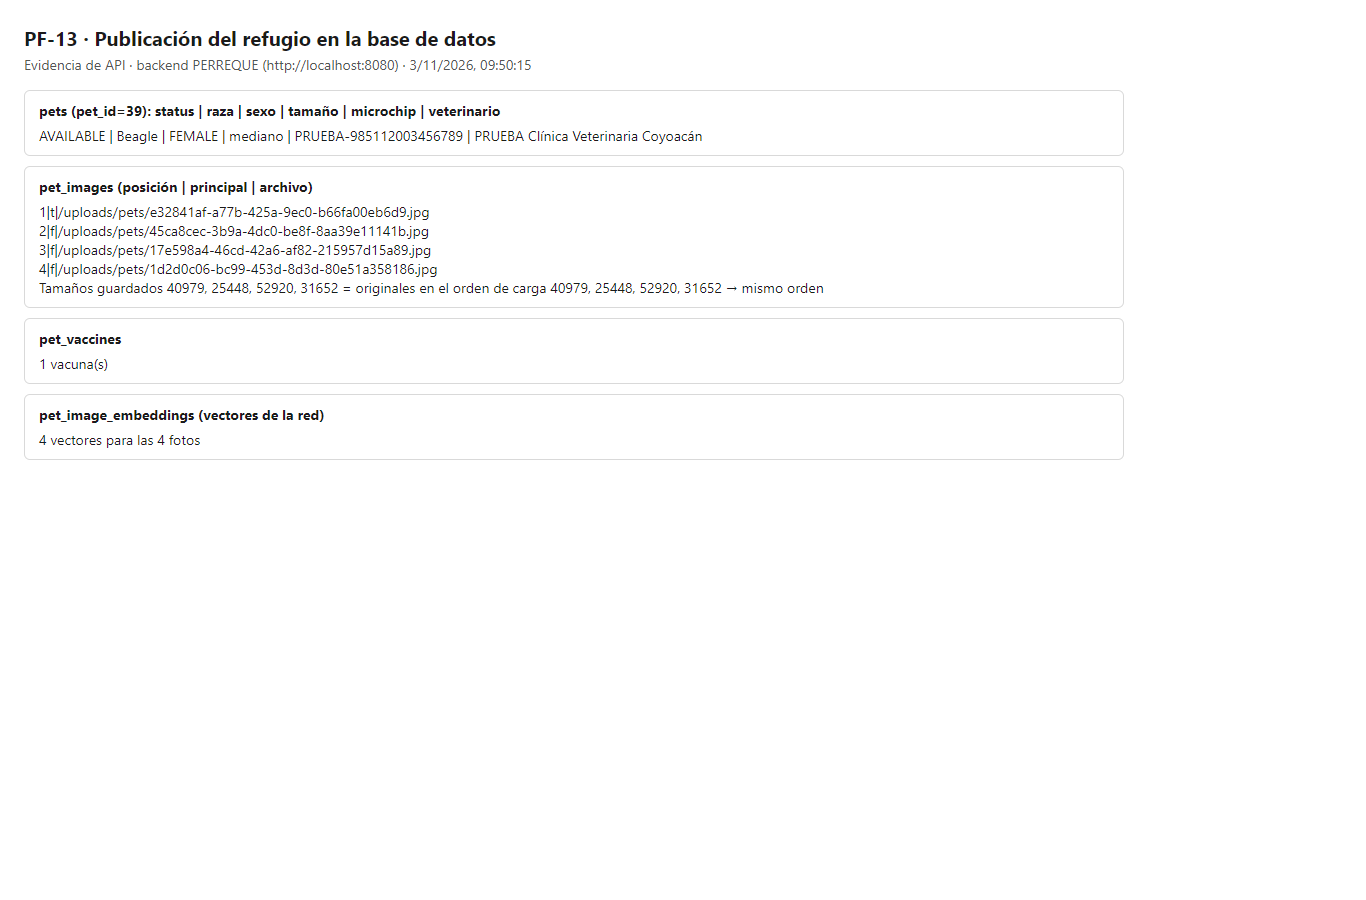 PF-13 · Publicación del refugio en la base de datos
Evidencia de API · backend PERREQUE (http://localhost:8080) · 3/11/2026, 09:50:15
pets (pet_id=39): status | raza | sexo | tamaño | microchip | veterinario
AVAILABLE | Beagle | FEMALE | mediano | PRUEBA-985112003456789 | PRUEBA Clínica Veterinaria Coyoacán
pet_images (posición | principal | archivo)
1|t|/uploads/pets/e32841af-a77b-425a-9ec0-b66fa00eb6d9.jpg
2|f|/uploads/pets/45ca8cec-3b9a-4dc0-be8f-8aa39e11141b.jpg
3|f|/uploads/pets/17e598a4-46cd-42a6-af82-215957d15a89.jpg
4|f|/uploads/pets/1d2d0c06-bc99-453d-8d3d-80e51a358186.jpg
Tamaños guardados 40979, 25448, 52920, 31652 = originales en el orden de carga 40979, 25448, 52920, 31652 → mismo orden
pet_vaccines
1 vacuna(s)
pet_image_embeddings (vectores de la red)
4 vectores para las 4 fotos